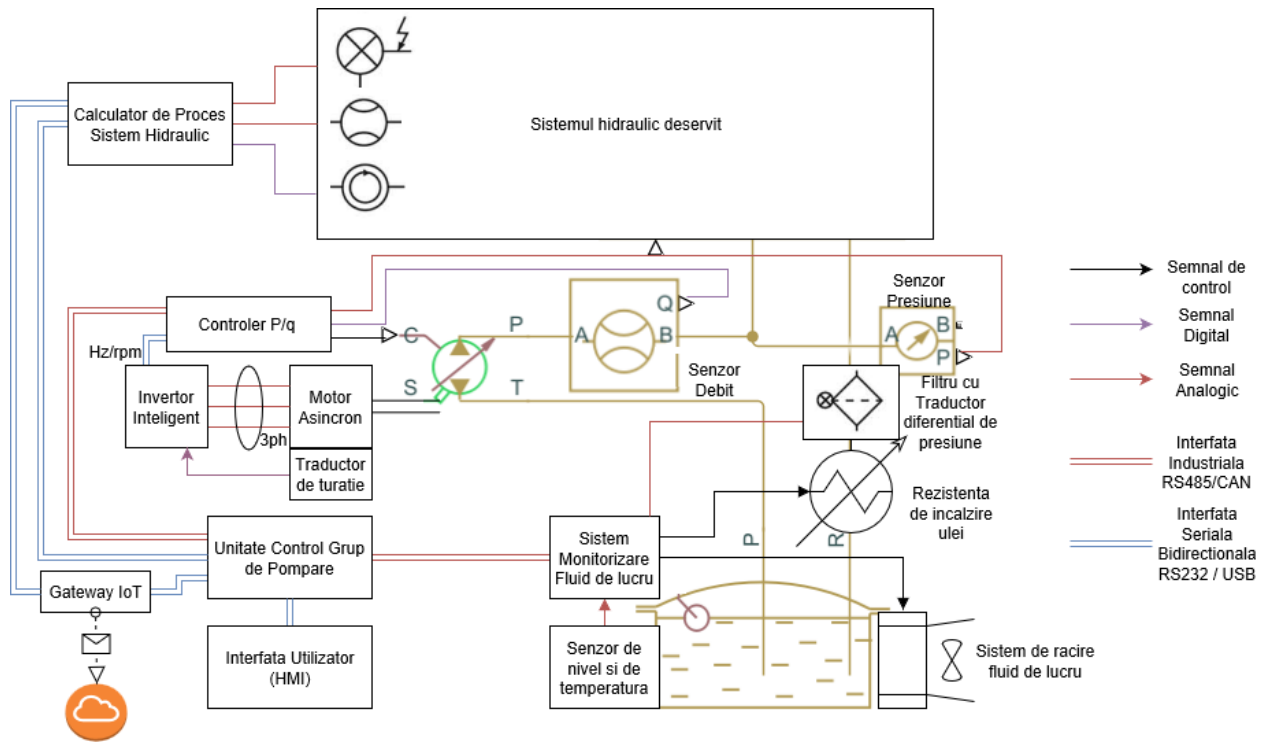 Calculator de Proces
Sistem Hidraulic
Sistemul hidraulic deservit
Semnal de
control
Semnal
Digital
Semnal
Analogic
Interfata
Industriala
RS485/CAN
Interfata
Seriala
Bidirectionala
RS232 / USB
Senzor
Presiune
A
B
P
Controler P/q
Hz/rpm
C
S
P
T
A
Q
B
Senzor
Debit
Invertor
Inteligent
3ph
Motor
Asincron
Traductor
de turatie
Filtru cu
Traductor
diferential de
presiune
Rezistenta
de incalzire
ulei
P
R
Unitate Control Grup
de Pompare
Sistem
Monitorizare
Fluid de lucru
Gateway IoT
Interfata Utilizator
(HMI)
Senzor de
nivel si de
temperatura
Sistem de racire
fluid de lucru